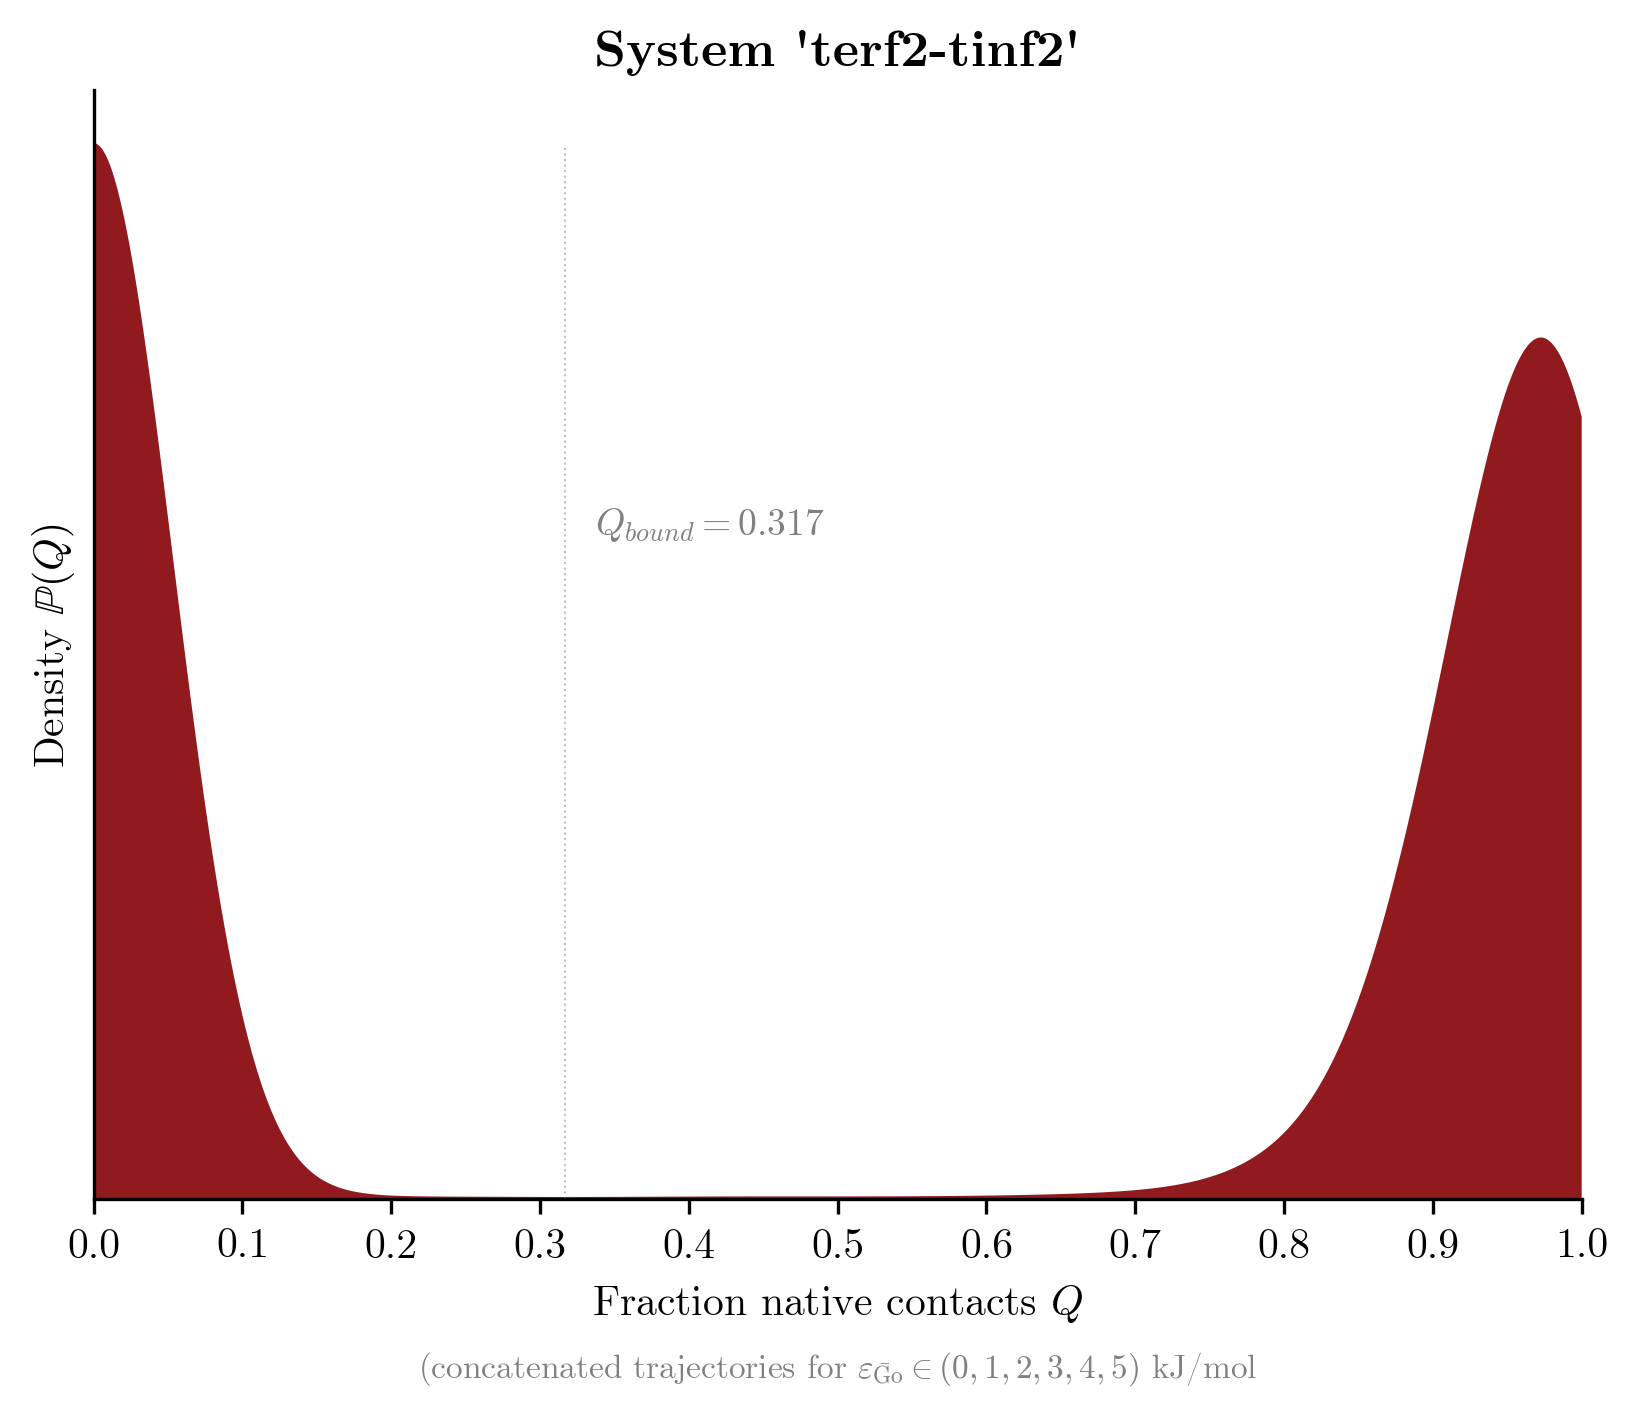 System 'terf2-tinf2'
Density ℙ(Q)
Q_bound = 0.317
0.0 0.1 0.2 0.3 0.4 0.5 0.6 0.7 0.8 0.9 1.0
Fraction native contacts Q
(concatenated trajectories for ε_Ḡo ∈ (0, 1, 2, 3, 4, 5) kJ/mol